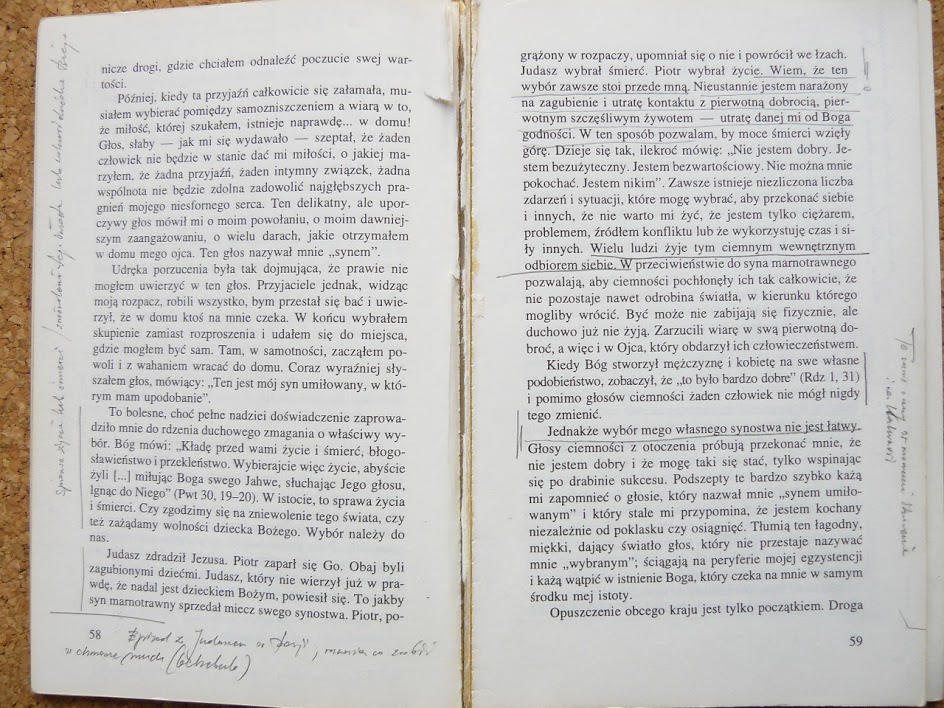 nicze drogi, gdzie chciałem odnaleźć poczucie swej war-
tości.
Później, kiedy ta przyjaźń całkowicie się załamała, mu-
siałem wybierać pomiędzy samozniszczeniem a wiarą w to,
że miłość, której szukałem, istnieje naprawdę... w domu!
Głos, słaby — jak mi się wydawało — szeptał, że żaden
człowiek nie będzie w stanie dać mi miłości, o jakiej ma-
rzyłem, że żadna przyjaźń, żaden intymny związek, żadna
wspólnota nie będzie zdolna zadowolić najgłębszych pra-
gnień mojego niesfornego serca. Ten delikatny, ale upor-
czywy głos mówił mi o moim powołaniu, o moim dawniej-
szym zaangażowaniu, o wielu darach, jakie otrzymałem
w domu mego ojca. Ten głos nazywał mnie „synem”.
Udręka porzucenia była tak dojmująca, że prawie nie
mogłem uwierzyć w ten głos. Przyjaciele jednak, widząc
moją rozpacz, robili wszystko, bym przestał się bać i uwie-
rzył, że w domu ktoś na mnie czeka. W końcu wybrałem
skupienie zamiast rozproszenia i udałem się do miejsca,
gdzie mogłem być sam. Tam, w samotności, zacząłem po-
woli i z wahaniem wracać do domu. Coraz wyraźniej sły-
szałem głos, mówiący: „Ten jest mój syn umiłowany, w któ-
rym mam upodobanie”.
To bolesne, choć pełne nadziei doświadczenie zaprowa-
dziło mnie do rdzenia duchowego zmagania o właściwy wy-
bór. Bóg mówi: „Kładę przed wami życie i śmierć, błogo-
sławieństwo i przekleństwo. Wybierajcie więc życie, abyście
żyli [...] miłując Boga swego Jahwe, słuchając Jego głosu,
lgnąc do Niego” (Pwt 30, 19–20). W istocie, to sprawa życia
i śmierci. Czy zgodzimy się na zniewolenie tego świata, czy
też zażądamy wolności dziecka Bożego. Wybór należy do
nas.
Judasz zdradził Jezusa. Piotr zaparł się Go. Obaj byli
zagubionymi dziećmi. Judasz, który nie wierzył już w pra-
wdę, że nadal jest dzieckiem Bożym, powiesił się. To jakby
syn marnotrawny sprzedał miecz swego synostwa. Piotr, po-
58
grążony w rozpaczy, upomniał się o nie i powrócił we łzach.
Judasz wybrał śmierć. Piotr wybrał życie. Wiem, że ten
wybór zawsze stoi przede mną. Nieustannie jestem narażony
na zagubienie i utratę kontaktu z pierwotną dobrocią, pier-
wotnym szczęśliwym żywotem — utratę danej mi od Boga
godności. W ten sposób pozwalam, by moce śmierci wzięły
górę. Dzieje się tak, ilekroć mówię: „Nie jestem dobry. Je-
stem bezużyteczny. Jestem bezwartościowy. Nie można mnie
pokochać. Jestem nikim”. Zawsze istnieje niezliczona liczba
zdarzeń i sytuacji, które mogę wybrać, aby przekonać siebie
i innych, że nie warto mi żyć, że jestem tylko ciężarem,
problemem, źródłem konfliktu lub że wykorzystuję czas i si-
ły innych. Wielu ludzi żyje tym ciemnym wewnętrznym
odbiorem siebie. W przeciwieństwie do syna marnotrawnego
pozwalają, aby ciemności pochłonęły ich tak całkowicie, że
nie pozostaje nawet odrobina światła, w kierunku którego
mogliby wrócić. Być może nie zabijają się fizycznie, ale
duchowo już nie żyją. Zarzucili wiarę w swą pierwotną do-
broć, a więc i w Ojca, który obdarzył ich człowieczeństwem.
Kiedy Bóg stworzył mężczyznę i kobietę na swe własne
podobieństwo, zobaczył, że „to było bardzo dobre” (Rdz 1, 31)
i pomimo głosów ciemności żaden człowiek nie mógł nigdy
tego zmienić.
Jednakże wybór mego własnego synostwa nie jest łatwy.
Głosy ciemności z otoczenia próbują przekonać mnie, że
nie jestem dobry i że mogę taki się stać, tylko wspinając
się po drabinie sukcesu. Podszepty te bardzo szybko każą
mi zapomnieć o głosie, który nazwał mnie „synem umiło-
wanym” i który stale mi przypomina, że jestem kochany
niezależnie od poklasku czy osiągnięć. Tłumią ten łagodny,
miękki, dający światło głos, który nie przestaje nazywać
mnie „wybranym”; ściągają na peryferie mojej egzystencji
i każą wątpić w istnienie Boga, który czeka na mnie w samym
środku mej istoty.
Opuszczenie obcego kraju jest tylko początkiem. Droga
59